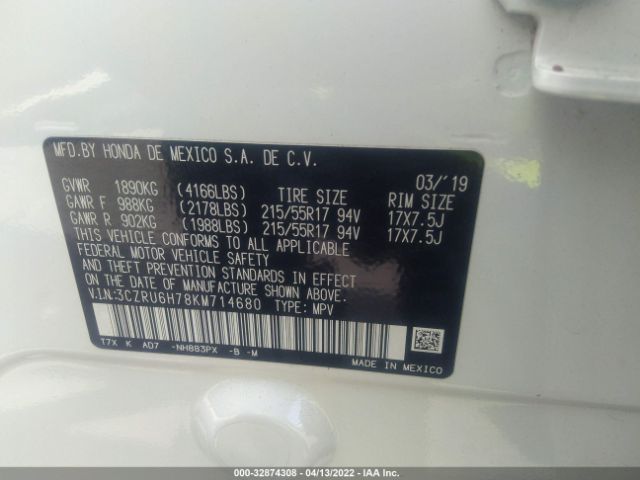 MFD.BY HONDA DE MEXICO S.A. DE C.V.
03/'19
GVWR 1890KG (4166LBS) TIRE SIZE RIM SIZE
GAWR F 988KG (2178LBS) 215/55R17 94V 17X7.5J
GAWR R 902KG (1988LBS) 215/55R17 94V 17X7.5J
THIS VEHICLE CONFORMS TO ALL APPLICABLE
FEDERAL MOTOR VEHICLE SAFETY
AND THEFT PREVENTION STANDARDS IN EFFECT
ON THE DATE OF MANUFACTURE SHOWN ABOVE.
V.I.N:3CZRU6H78KM714680 TYPE: MPV
T7X K AD7 -NH883PX -B -M
MADE IN MEXICO
000-32874308 - 04/13/2022 - IAAI.COM